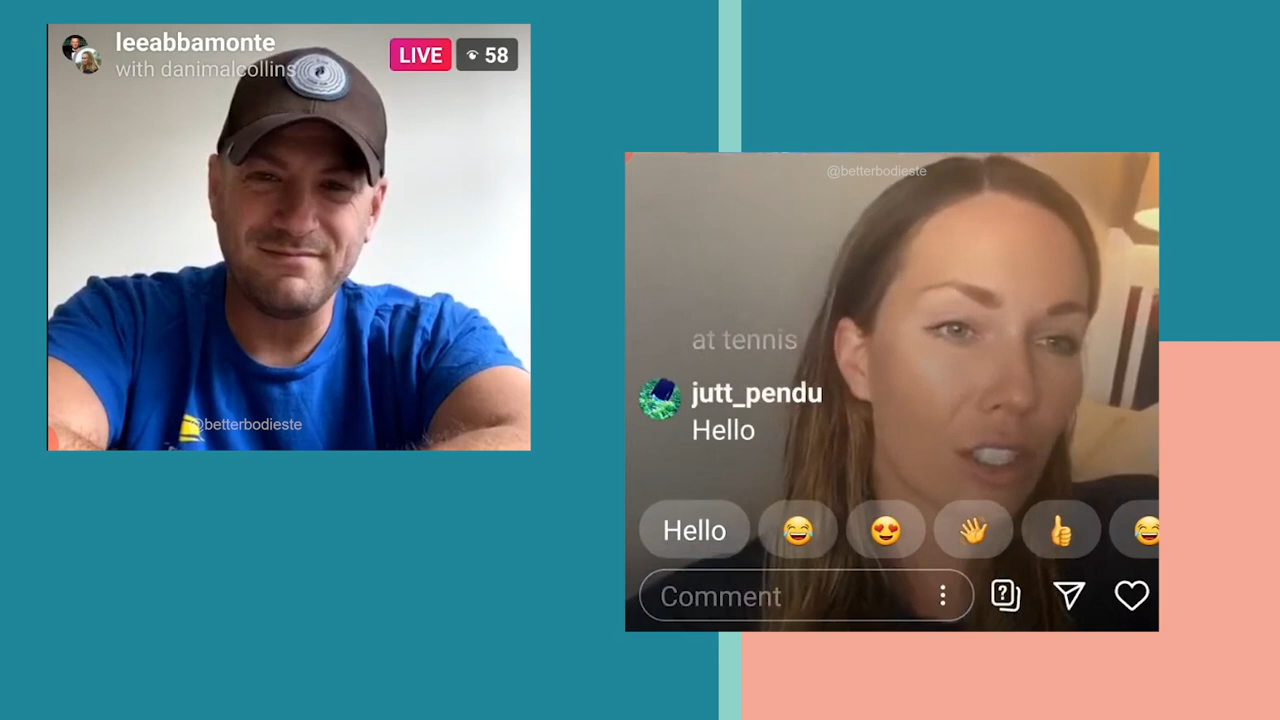 leeabbamonte
with danimalcollins
LIVE
58
@betterbodieste
@betterbodieste
at tennis
jutt_pendu
Hello
Hello
Comment